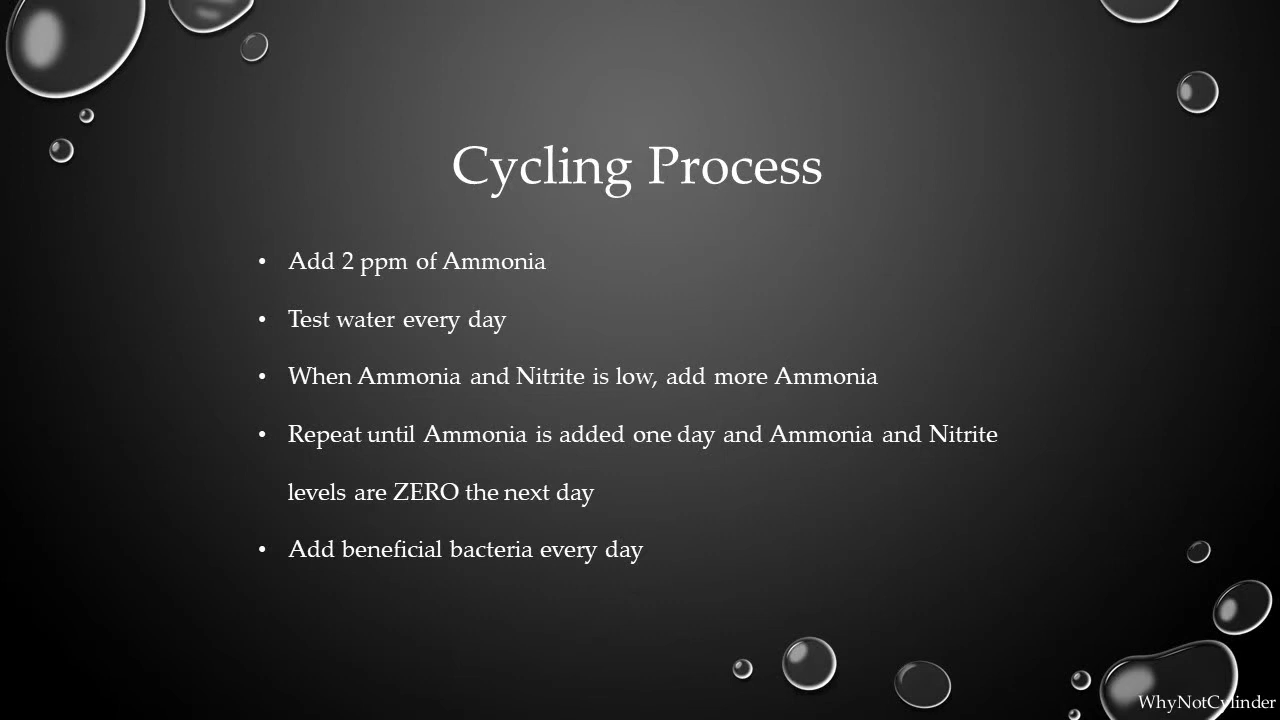 Cycling Process
• Add 2 ppm of Ammonia
• Test water every day
• When Ammonia and Nitrite is low, add more Ammonia
• Repeat until Ammonia is added one day and Ammonia and Nitrite
levels are ZERO the next day
• Add beneficial bacteria every day
WhyNotCylinder